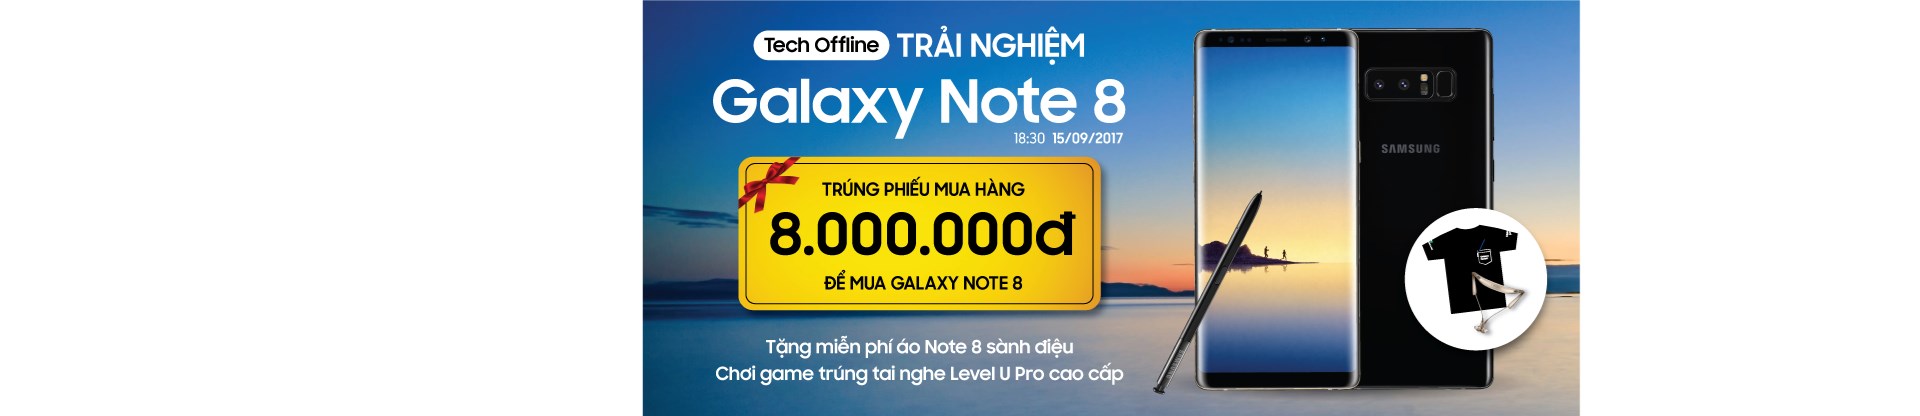 Tech Offline TRẢI NGHIỆM
Galaxy Note 8
18:30 15/09/2017
TRÚNG PHIẾU MUA HÀNG
8.000.000đ
ĐỂ MUA GALAXY NOTE 8
Tặng miễn phí áo Note 8 sành điệu
Chơi game trúng tai nghe Level U Pro cao cấp
SAMSUNG
SAMSUNG